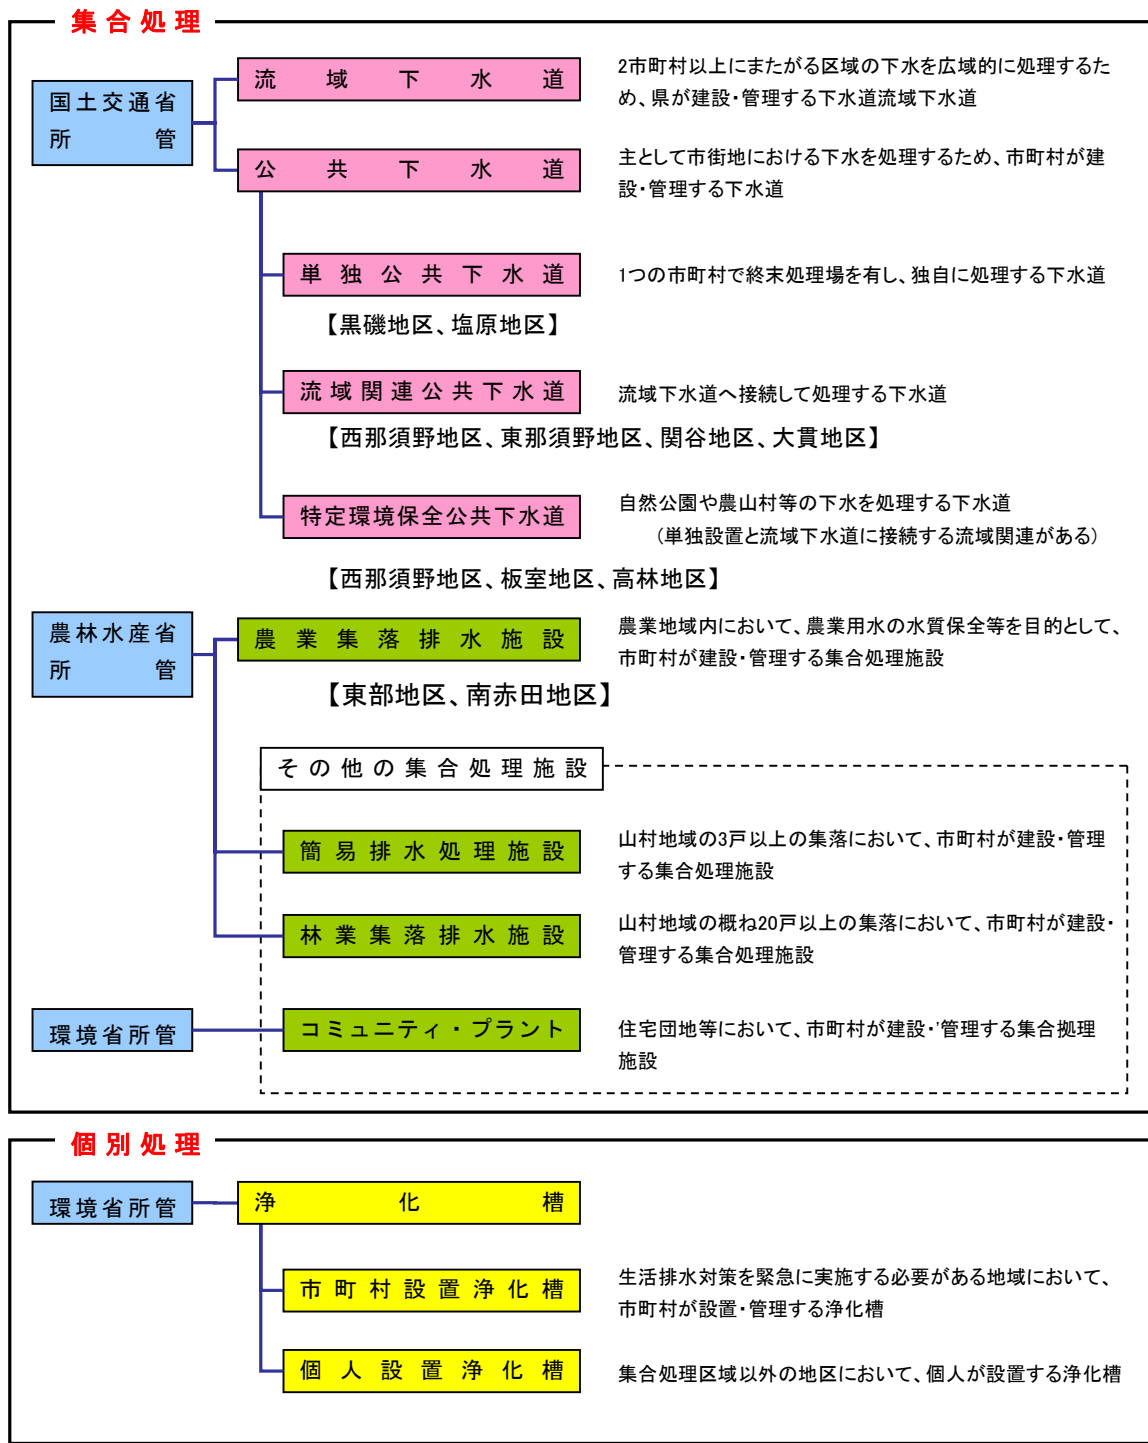 集合処理
国土交通省
所管
流域下水道
2市町村以上にまたがる区域の下水を広域的に処理するた
め、県が建設・管理する下水道流域下水道
公共下水道
主として市街地における下水を処理するため、市町村が建
設・管理する下水道
単独公共下水道
1つの市町村で終末処理場を有し、独自に処理する下水道
【黒磯地区、塩原地区】
流域関連公共下水道
流域下水道へ接続して処理する下水道
【西那須野地区、東那須野地区、関谷地区、大貫地区】
特定環境保全公共下水道
自然公園や農山村等の下水を処理する下水道
(単独設置と流域下水道に接続する流域関連がある)
【西那須野地区、板室地区、高林地区】
農林水産省
所管
農業集落排水施設
農業地域内において、農業用水の水質保全等を目的として、
市町村が建設・管理する集合処理施設
【東部地区、南赤田地区】
その他の集合処理施設
簡易排水処理施設
山村地域の3戸以上の集落において、市町村が建設・管理
する集合処理施設
林業集落排水施設
山村地域の概ね20戸以上の集落において、市町村が建設・
管理する集合処理施設
環境省所管
コミュニティ・プラント
住宅団地等において、市町村が建設・'管理する集合拠理
施設
個別処理
環境省所管
浄化槽
市町村設置浄化槽
生活排水対策を緊急に実施する必要がある地域において、
市町村が設置・管理する浄化槽
個人設置浄化槽
集合処理区域以外の地区において、個人が設置する浄化槽